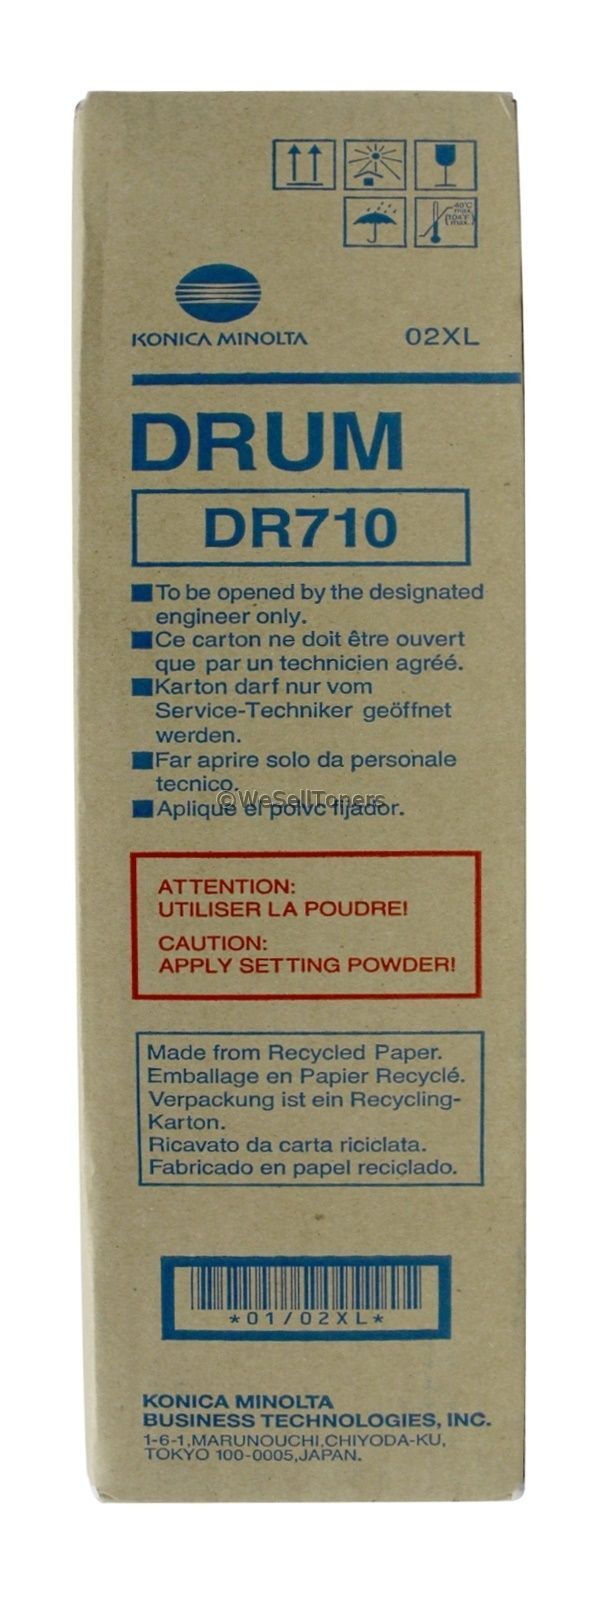 40°C
max.
(104°F
max.)
KONICA MINOLTA
02XL
DRUM
DR710
To be opened by the designated
engineer only.
Ce carton ne doit être ouvert
que par un technicien agréé.
Karton darf nur vom
Service-Techniker geöffnet
werden.
Far aprire solo da personale
tecnico.
©WeSellToners
Aplique el polvo fijador.
ATTENTION:
UTILISER LA POUDRE!
CAUTION:
APPLY SETTING POWDER!
Made from Recycled Paper.
Emballage en Papier Recyclé.
Verpackung ist ein Recycling-
Karton.
Ricavato da carta riciclata.
Fabricado en papel reciclado.
*01/02XL*
KONICA MINOLTA
BUSINESS TECHNOLOGIES, INC.
1-6-1,MARUNOUCHI,CHIYODA-KU,
TOKYO 100-0005,JAPAN.